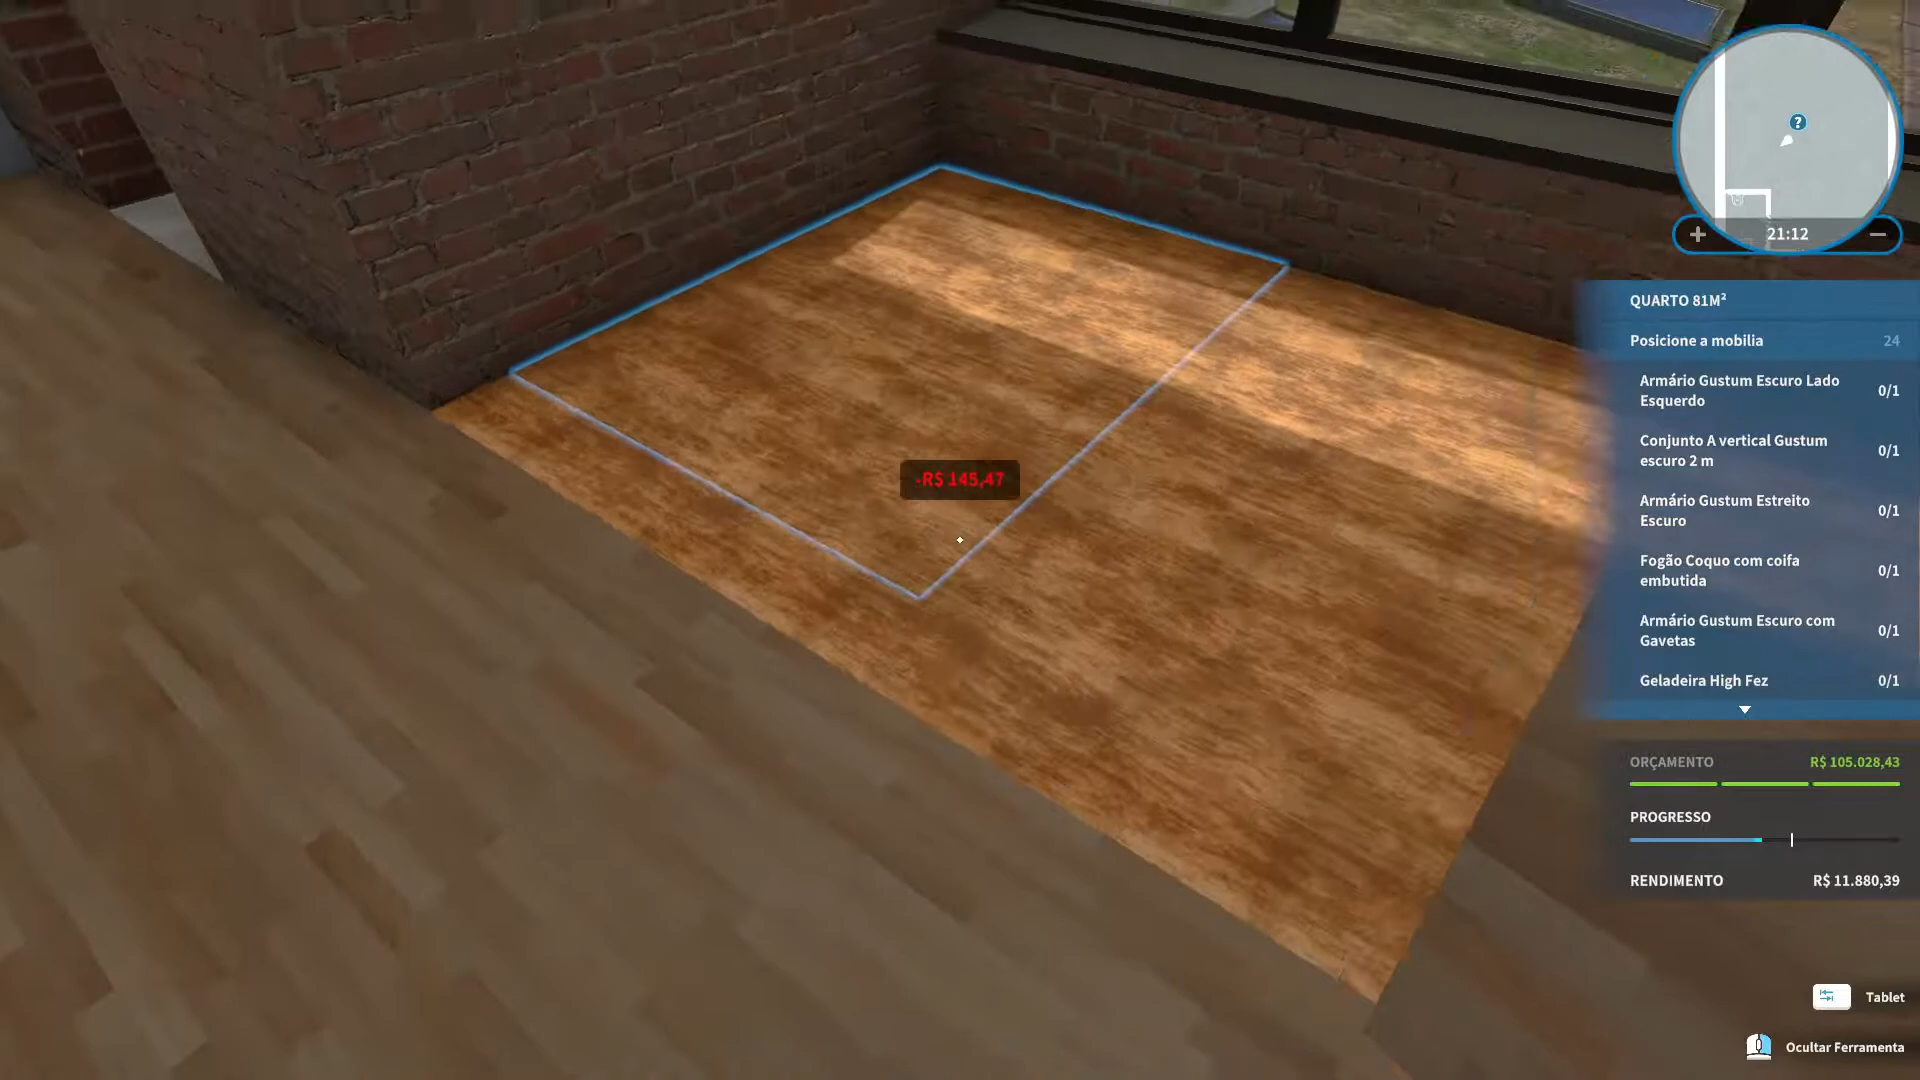 ?
21:12
QUARTO 81M²
Posicione a mobilia 24
Armário Gustum Escuro Lado
Esquerdo 0/1
Conjunto A vertical Gustum
escuro 2 m 0/1
Armário Gustum Estreito
Escuro 0/1
Fogão Coquo com coifa
embutida 0/1
Armário Gustum Escuro com
Gavetas 0/1
Geladeira High Fez 0/1
-R$ 145,47
ORÇAMENTO R$ 105.028,43
PROGRESSO
RENDIMENTO R$ 11.880,39
Tablet
Ocultar Ferramenta